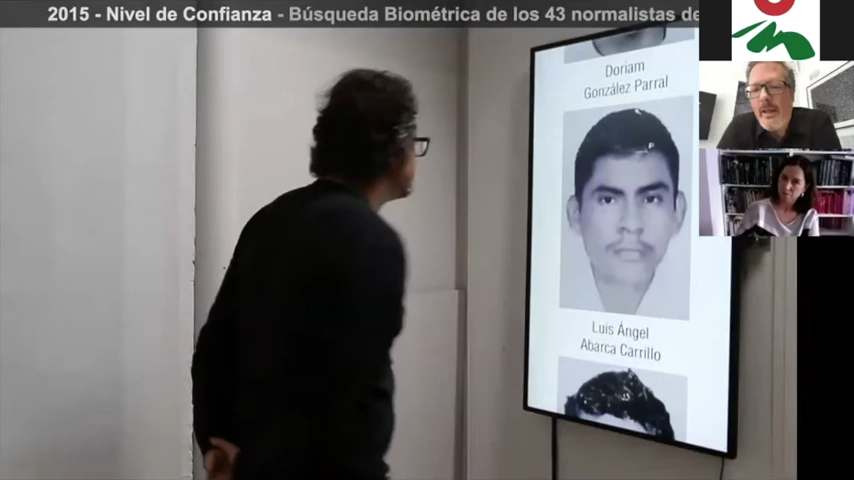 2015 - Nivel de Confianza - Búsqueda Biométrica de los 43 normalistas de
Doriam
González Parral
Luis Ángel
Abarca Carrillo